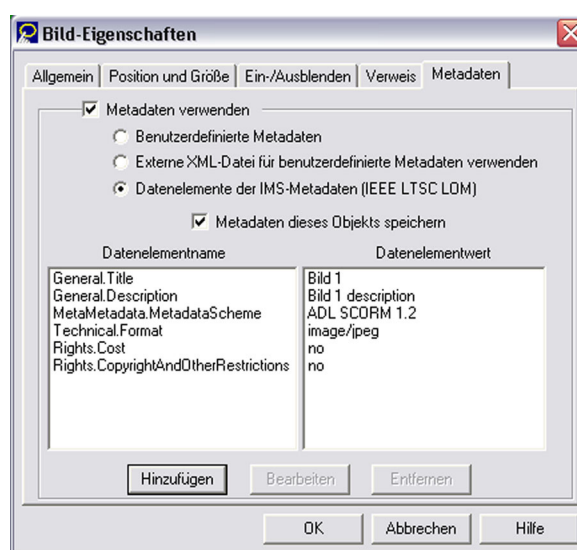 Bild-Eigenschaften
Allgemein Position und Größe Ein-/Ausblenden Verweis Metadaten
Metadaten verwenden
Benutzerdefinierte Metadaten
Externe XML-Datei für benutzerdefinierte Metadaten verwenden
Datenelemente der IMS-Metadaten (IEEE LTSC LOM)
Metadaten dieses Objekts speichern
Datenelementname Datenelementwert
General.Title Bild 1
General.Description Bild 1 description
MetaMetadata.MetadataScheme ADL SCORM 1.2
Technical.Format image/jpeg
Rights.Cost no
Rights.CopyrightAndOtherRestrictions no
Hinzufügen Bearbeiten Entfernen
OK Abbrechen Hilfe